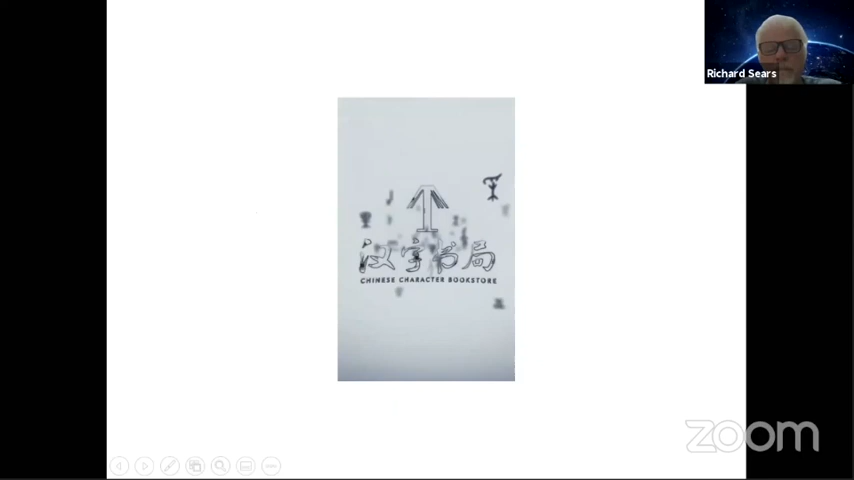 Richard Sears
汉字书局
CHINESE CHARACTER BOOKSTORE
zoom